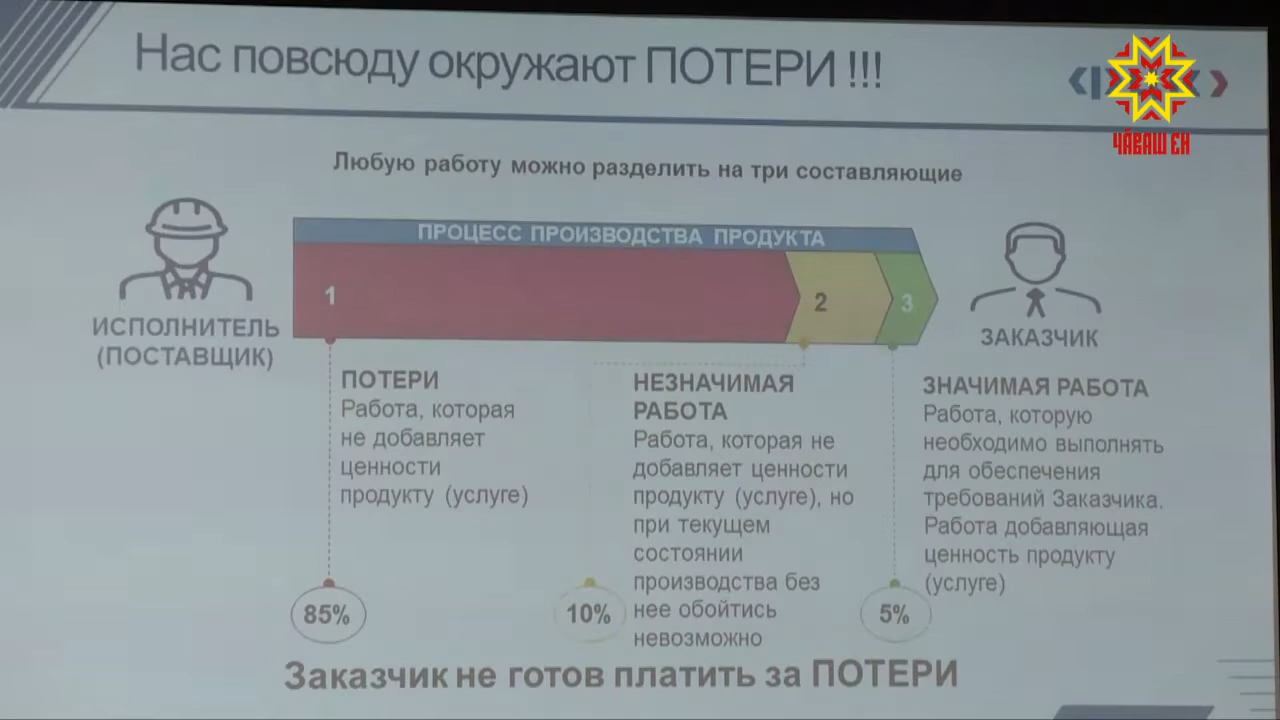 Нас повсюду окружают ПОТЕРИ !!!
ЧӐВАШ ЕН
Любую работу можно разделить на три составляющие
ПРОЦЕСС ПРОИЗВОДСТВА ПРОДУКТА
1
2
3
ИСПОЛНИТЕЛЬ
(ПОСТАВЩИК)
ЗАКАЗЧИК
ПОТЕРИ
Работа, которая
не добавляет
ценности
продукту (услуге)
85%
НЕЗНАЧИМАЯ
РАБОТА
Работа, которая не
добавляет ценности
продукту (услуге), но
при текущем
состоянии
производства без
нее обойтись
невозможно
10%
ЗНАЧИМАЯ РАБОТА
Работа, которую
необходимо выполнять
для обеспечения
требований Заказчика.
Работа добавляющая
ценность продукту
(услуге)
5%
Заказчик не готов платить за ПОТЕРИ